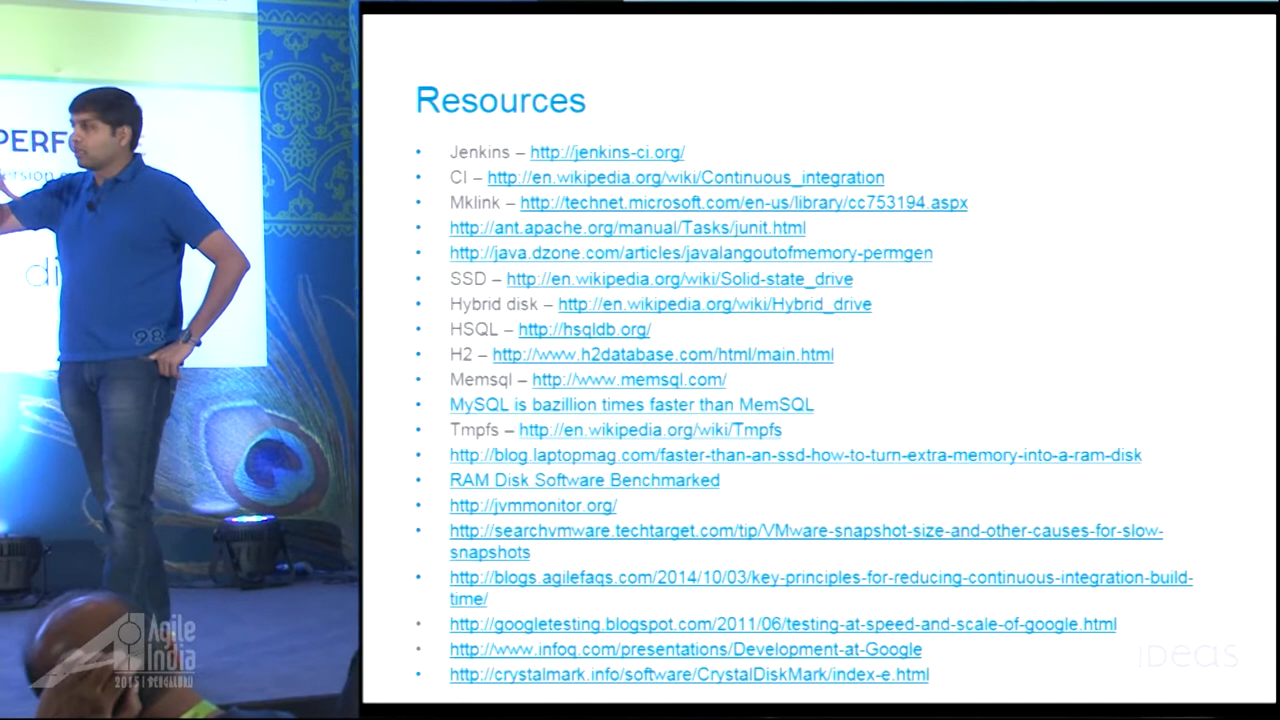 PERFO
ersion
di
98
Agile
India
2015 | BENGALURU
Resources
• Jenkins – http://jenkins-ci.org/
• CI – http://en.wikipedia.org/wiki/Continuous_integration
• Mklink – http://technet.microsoft.com/en-us/library/cc753194.aspx
• http://ant.apache.org/manual/Tasks/junit.html
• http://java.dzone.com/articles/javalangoutofmemory-permgen
• SSD – http://en.wikipedia.org/wiki/Solid-state_drive
• Hybrid disk – http://en.wikipedia.org/wiki/Hybrid_drive
• HSQL – http://hsqldb.org/
• H2 – http://www.h2database.com/html/main.html
• Memsql – http://www.memsql.com/
• MySQL is bazillion times faster than MemSQL
• Tmpfs – http://en.wikipedia.org/wiki/Tmpfs
• http://blog.laptopmag.com/faster-than-an-ssd-how-to-turn-extra-memory-into-a-ram-disk
• RAM Disk Software Benchmarked
• http://jvmmonitor.org/
• http://searchvmware.techtarget.com/tip/VMware-snapshot-size-and-other-causes-for-slow-
snapshots
• http://blogs.agilefaqs.com/2014/10/03/key-principles-for-reducing-continuous-integration-build-
time/
• http://googletesting.blogspot.com/2011/06/testing-at-speed-and-scale-of-google.html
• http://www.infoq.com/presentations/Development-at-Google
• http://crystalmark.info/software/CrystalDiskMark/index-e.html
ideas